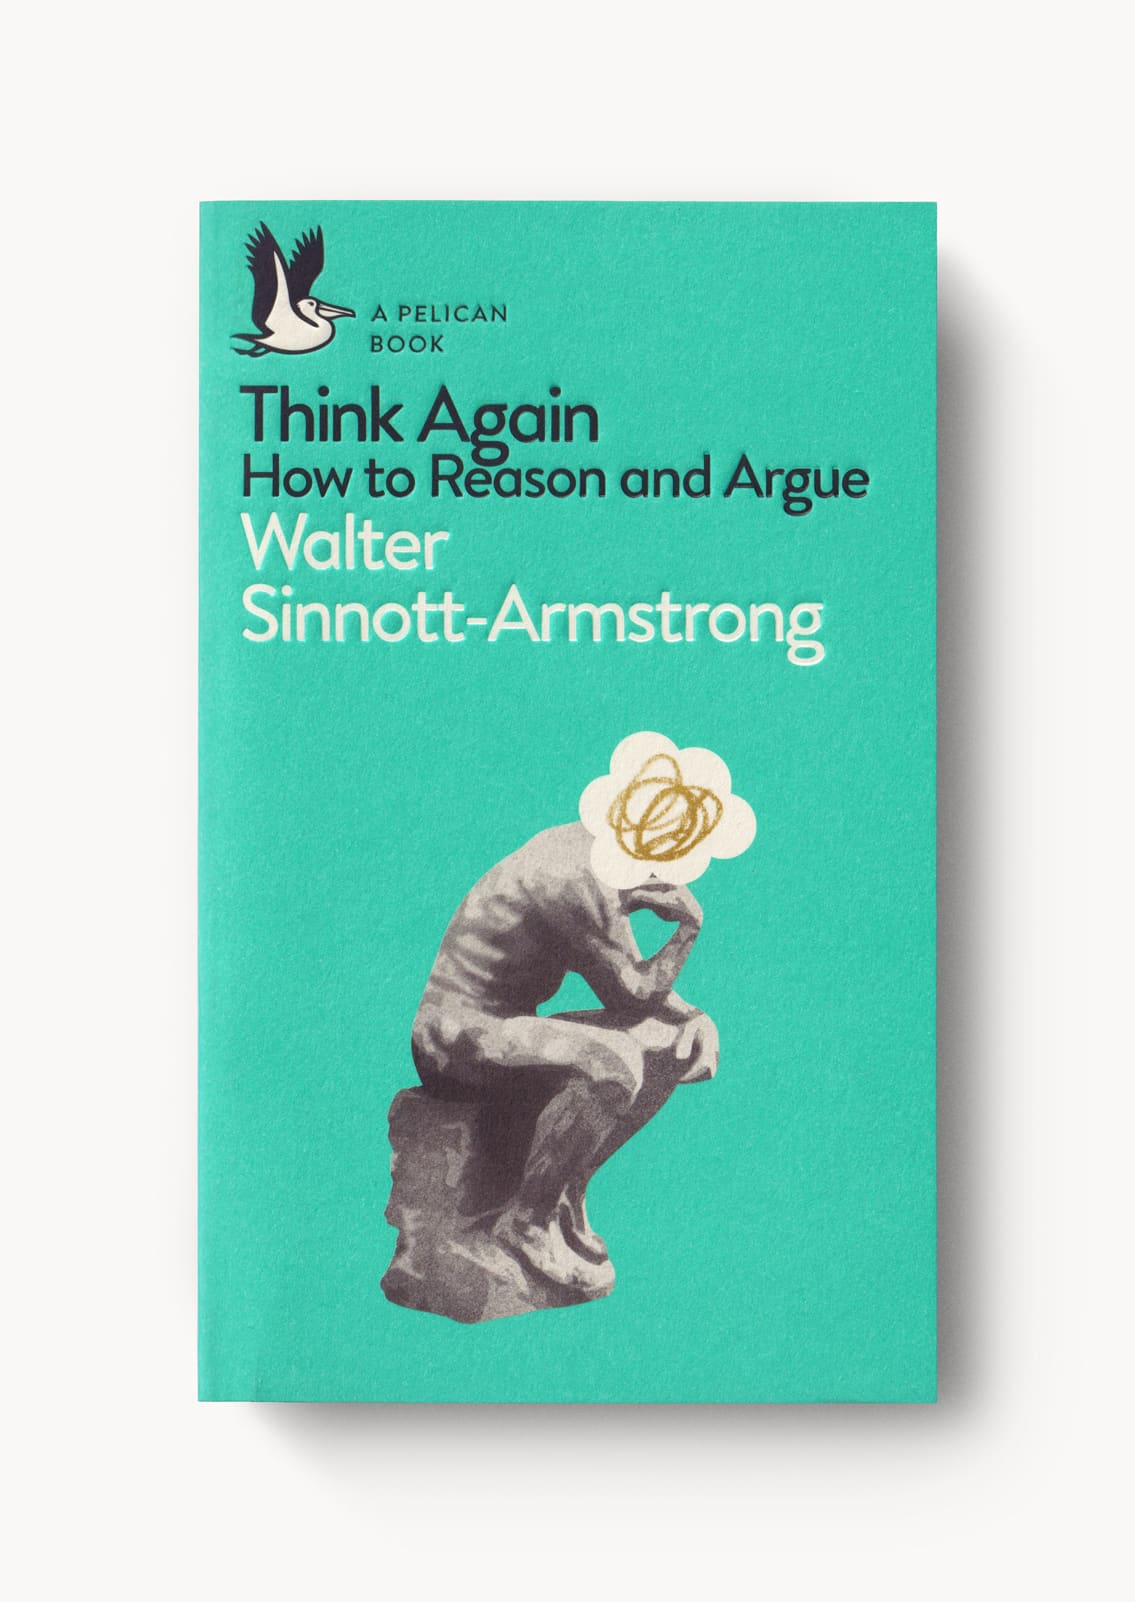 A PELICAN
BOOK
Think Again
How to Reason and Argue
Walter
Sinnott-Armstrong